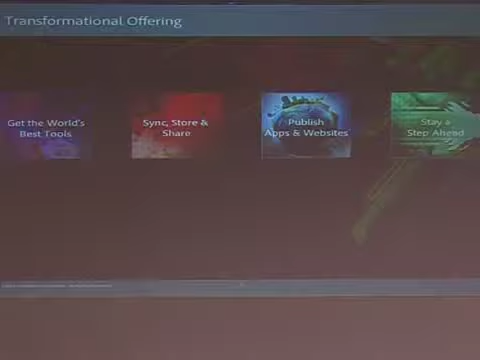 Transformational Offering
Get the World's
Best Tools
Sync, Store &
Share
Publish
Apps & Websites
Stay a
Step Ahead